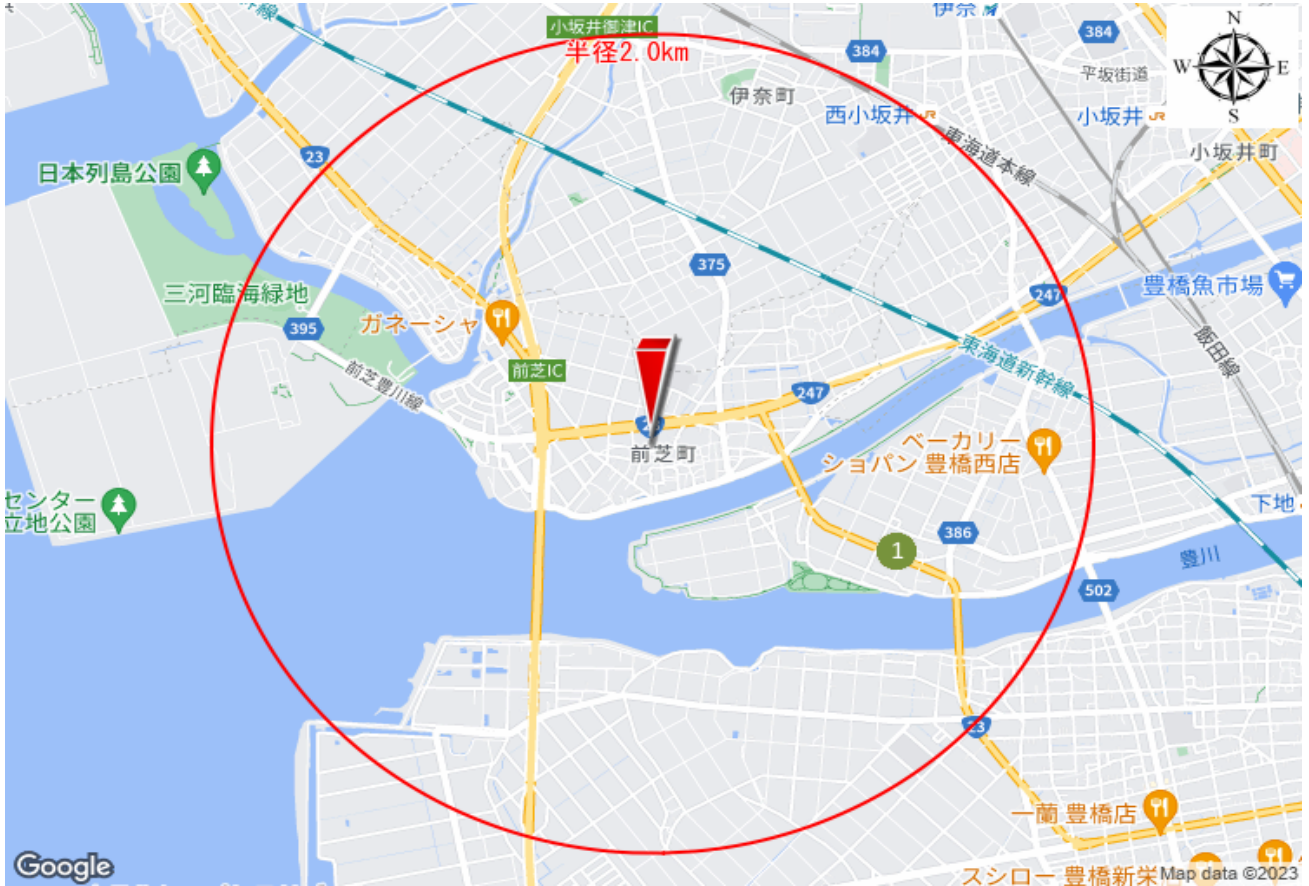 伊奈
小坂井御津IC
半径2.0km
384
384
N
W
E
S
平坂街道
伊奈町
西小坂井
JR
小坂井
JR
東海道本線
小坂井町
23
日本列島公園
375
三河臨海緑地
247
豊橋魚市場
395
ガネーシャ
東海道新幹線
飯田線
前芝豊川線
前芝IC
247
前芝町
ベーカリー
ショパン 豊橋西店
センター
立地公園
下地
386
1
豊川
502
23
一蘭 豊橋店
Google
スシロー 豊橋新栄
Map data ©2023